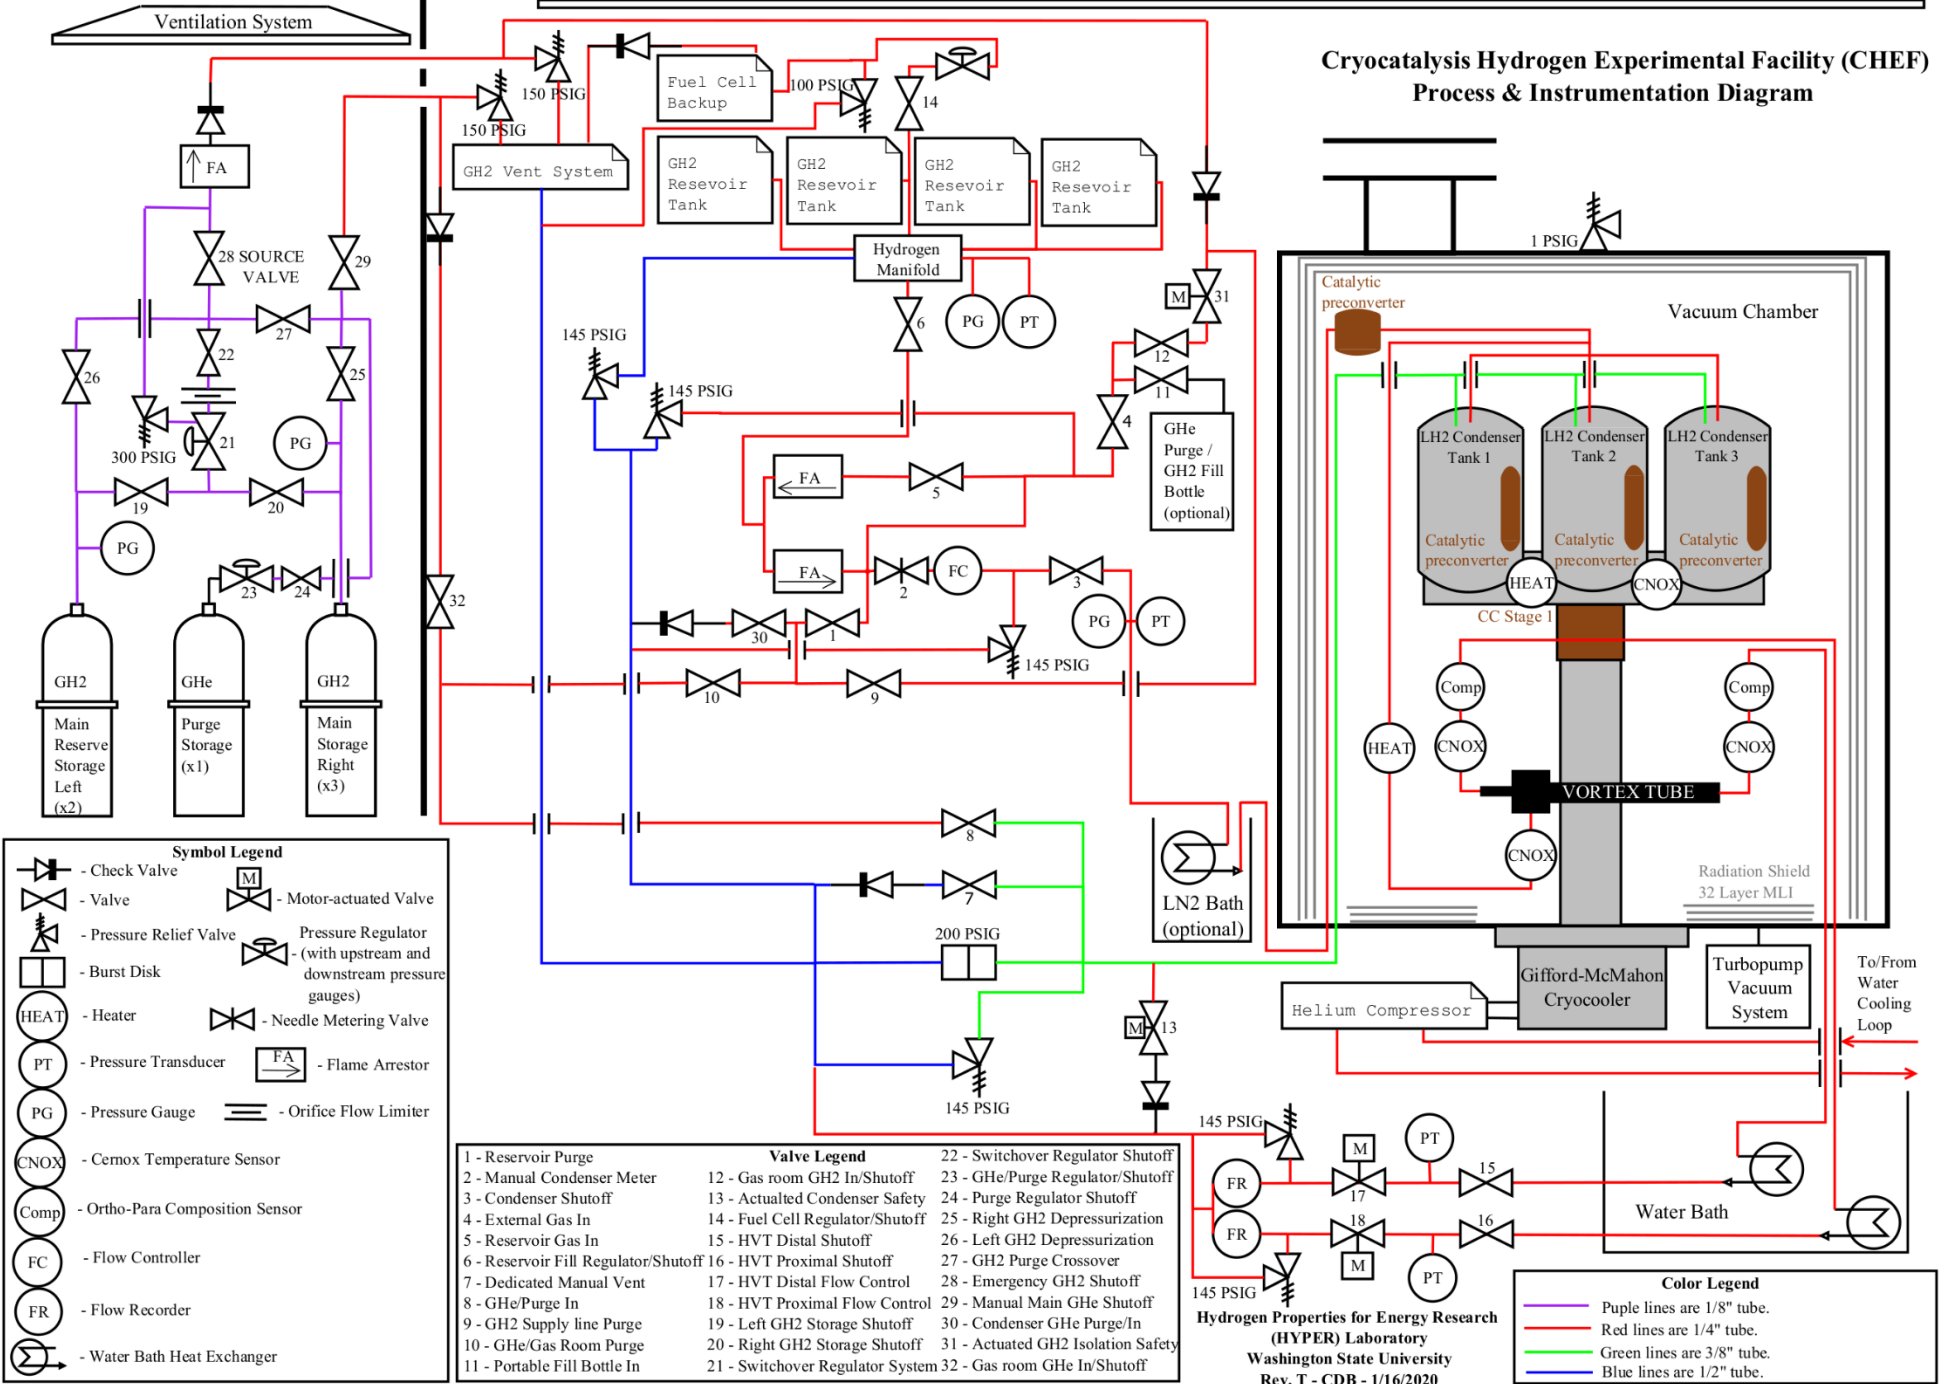 Ventilation System
Cryocatalysis Hydrogen Experimental Facility (CHEF)
Process & Instrumentation Diagram
150 PSIG
150 PSIG
Fuel Cell
Backup
100 PSIG
14
FA
GH2 Vent System
GH2
Resevoir
Tank
GH2
Resevoir
Tank
GH2
Resevoir
Tank
GH2
Resevoir
Tank
28 SOURCE
VALVE
29
Hydrogen
Manifold
1 PSIG
M
31
Catalytic
preconverter
Vacuum Chamber
27
22
26
25
145 PSIG
6
PG
PT
12
11
145 PSIG
4
21
PG
300 PSIG
GHe
Purge /
GH2 Fill
Bottle
(optional)
LH2 Condenser
Tank 1
LH2 Condenser
Tank 2
LH2 Condenser
Tank 3
19
20
FA
5
PG
Catalytic
preconverter
Catalytic
preconverter
Catalytic
preconverter
23
24
32
FA
2
FC
3
HEAT
CNOX
CC Stage 1
30
1
PG
PT
145 PSIG
10
9
GH2
Main
Reserve
Storage
Left
(x2)
GHe
Purge
Storage
(x1)
GH2
Main
Storage
Right
(x3)
Comp
CNOX
HEAT
Comp
CNOX
VORTEX TUBE
CNOX
8
7
LN2 Bath
(optional)
Radiation Shield
32 Layer MLI
200 PSIG
Gifford-McMahon
Cryocooler
Turbopump
Vacuum
System
To/From
Water
Cooling
Loop
Helium Compressor
M
13
145 PSIG
145 PSIG
FR
M
17
PT
15
FR
18
M
PT
16
145 PSIG
Water Bath
Symbol Legend
- Check Valve
- Valve
M
- Motor-actuated Valve
- Pressure Relief Valve
Pressure Regulator
- (with upstream and
downstream pressure
gauges)
- Burst Disk
HEAT
- Heater
- Needle Metering Valve
PT
- Pressure Transducer
FA
- Flame Arrestor
PG
- Pressure Gauge
- Orifice Flow Limiter
CNOX
- Cernox Temperature Sensor
Comp
- Ortho-Para Composition Sensor
FC
- Flow Controller
FR
- Flow Recorder
- Water Bath Heat Exchanger
Valve Legend
1 - Reservoir Purge
2 - Manual Condenser Meter
3 - Condenser Shutoff
4 - External Gas In
5 - Reservoir Gas In
6 - Reservoir Fill Regulator/Shutoff
7 - Dedicated Manual Vent
8 - GHe/Purge In
9 - GH2 Supply line Purge
10 - GHe/Gas Room Purge
11 - Portable Fill Bottle In
12 - Gas room GH2 In/Shutoff
13 - Actualted Condenser Safety
14 - Fuel Cell Regulator/Shutoff
15 - HVT Distal Shutoff
16 - HVT Proximal Shutoff
17 - HVT Distal Flow Control
18 - HVT Proximal Flow Control
19 - Left GH2 Storage Shutoff
20 - Right GH2 Storage Shutoff
21 - Switchover Regulator System
22 - Switchover Regulator Shutoff
23 - GHe/Purge Regulator/Shutoff
24 - Purge Regulator Shutoff
25 - Right GH2 Depressurization
26 - Left GH2 Depressurization
27 - GH2 Purge Crossover
28 - Emergency GH2 Shutoff
29 - Manual Main GHe Shutoff
30 - Condenser GHe Purge/In
31 - Actuated GH2 Isolation Safety
32 - Gas room GHe In/Shutoff
Hydrogen Properties for Energy Research
(HYPER) Laboratory
Washington State University
Rev. T - CDB - 1/16/2020
Color Legend
Puple lines are 1/8" tube.
Red lines are 1/4" tube.
Green lines are 3/8" tube.
Blue lines are 1/2" tube.